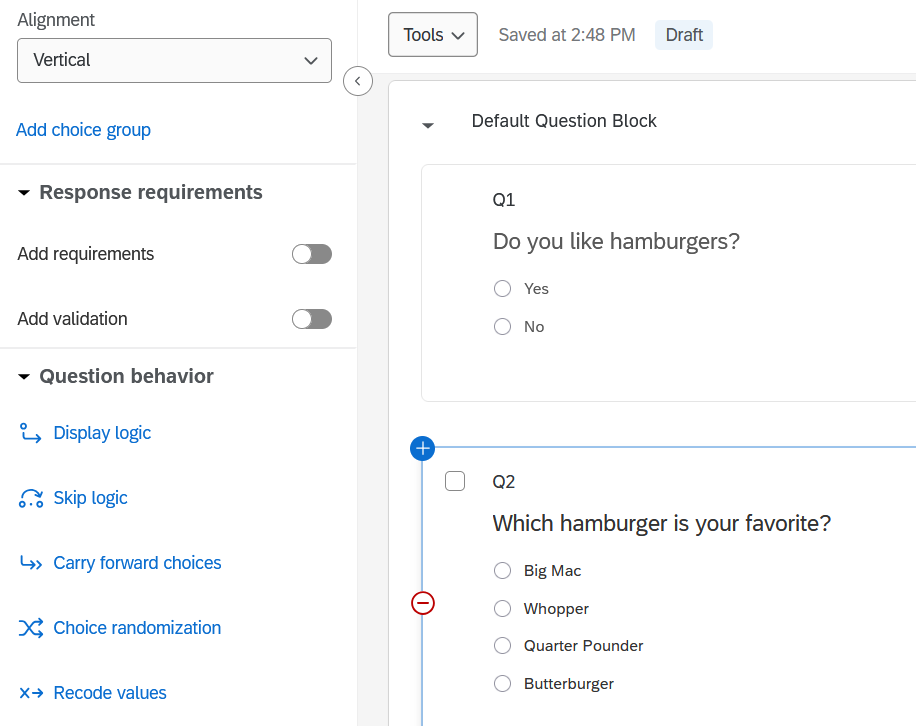 Alignment
Vertical
Add choice group
Response requirements
Add requirements
Add validation
Question behavior
Display logic
Skip logic
Carry forward choices
Choice randomization
Recode values
Tools
Saved at 2:48 PM
Draft
Default Question Block
Q1
Do you like hamburgers?
Yes
No
Q2
Which hamburger is your favorite?
Big Mac
Whopper
Quarter Pounder
Butterburger